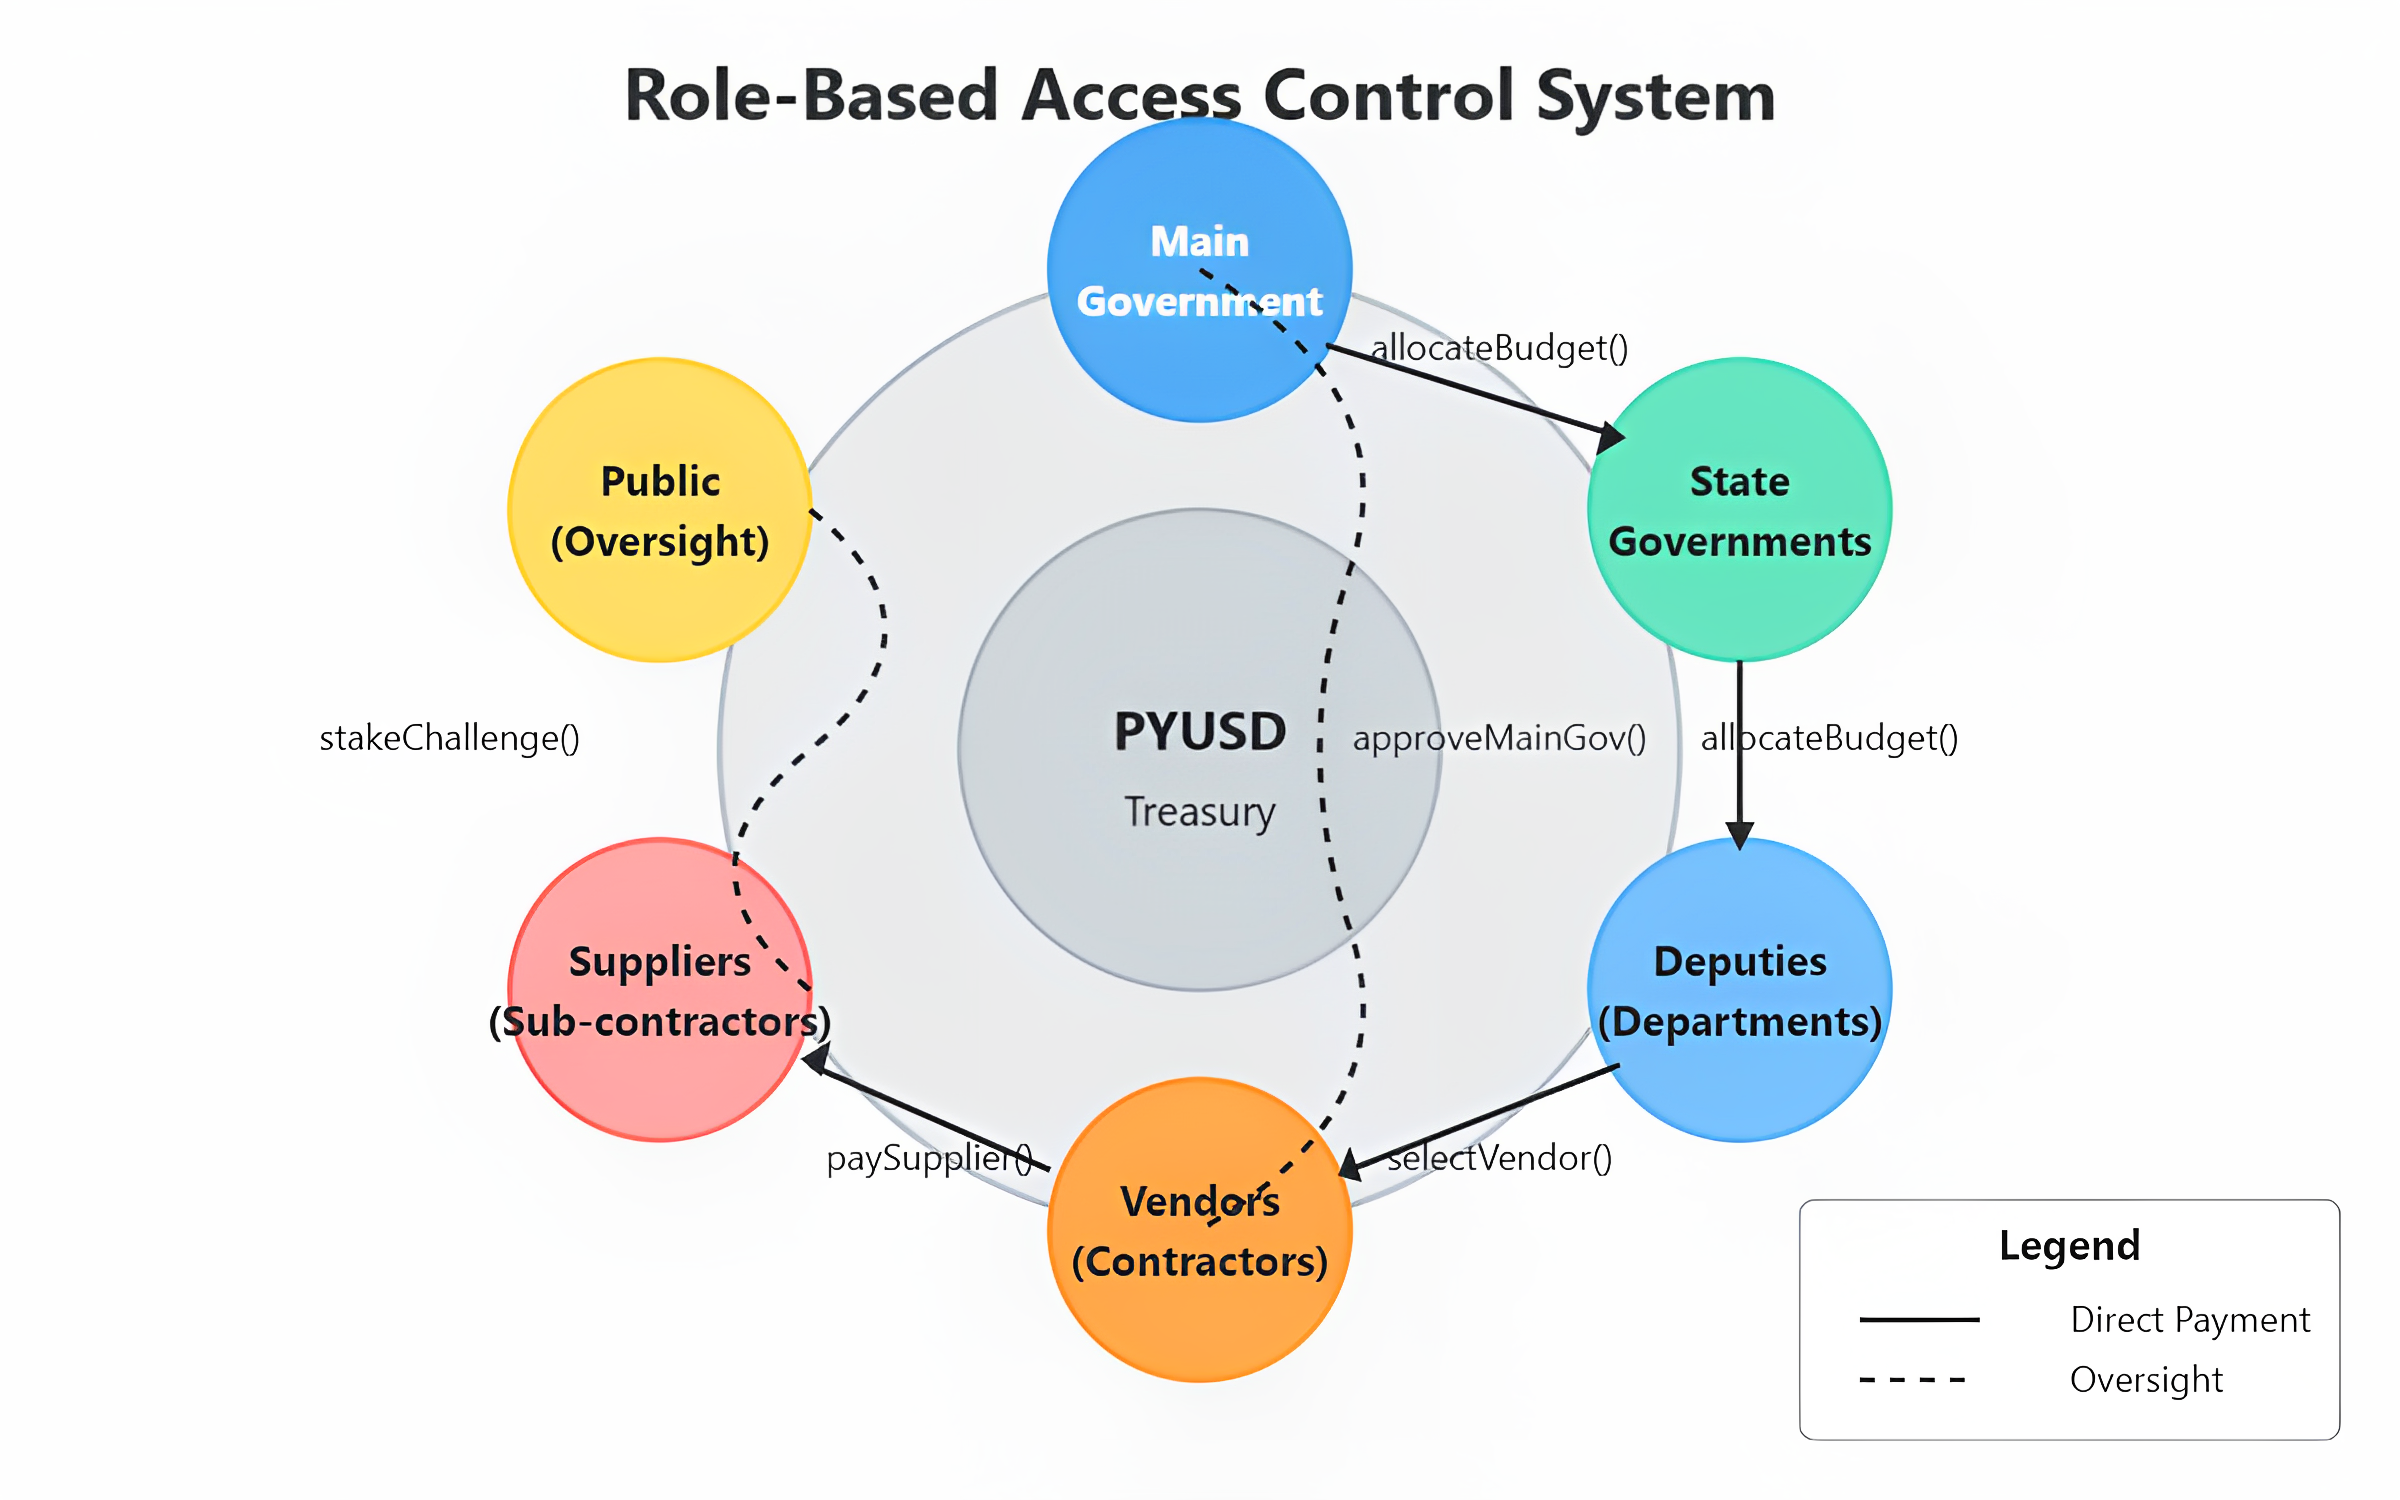 Role-Based Access Control System
Main
Government
allocateBudget()
Public
(Oversight)
State
Governments
stakeChallenge()
PYUSD
Treasury
approveMainGov()
allocateBudget()
Suppliers
(Sub-contractors)
Deputies
(Departments)
paySupplier()
selectVendor()
Vendors
(Contractors)
Legend
Direct Payment
Oversight